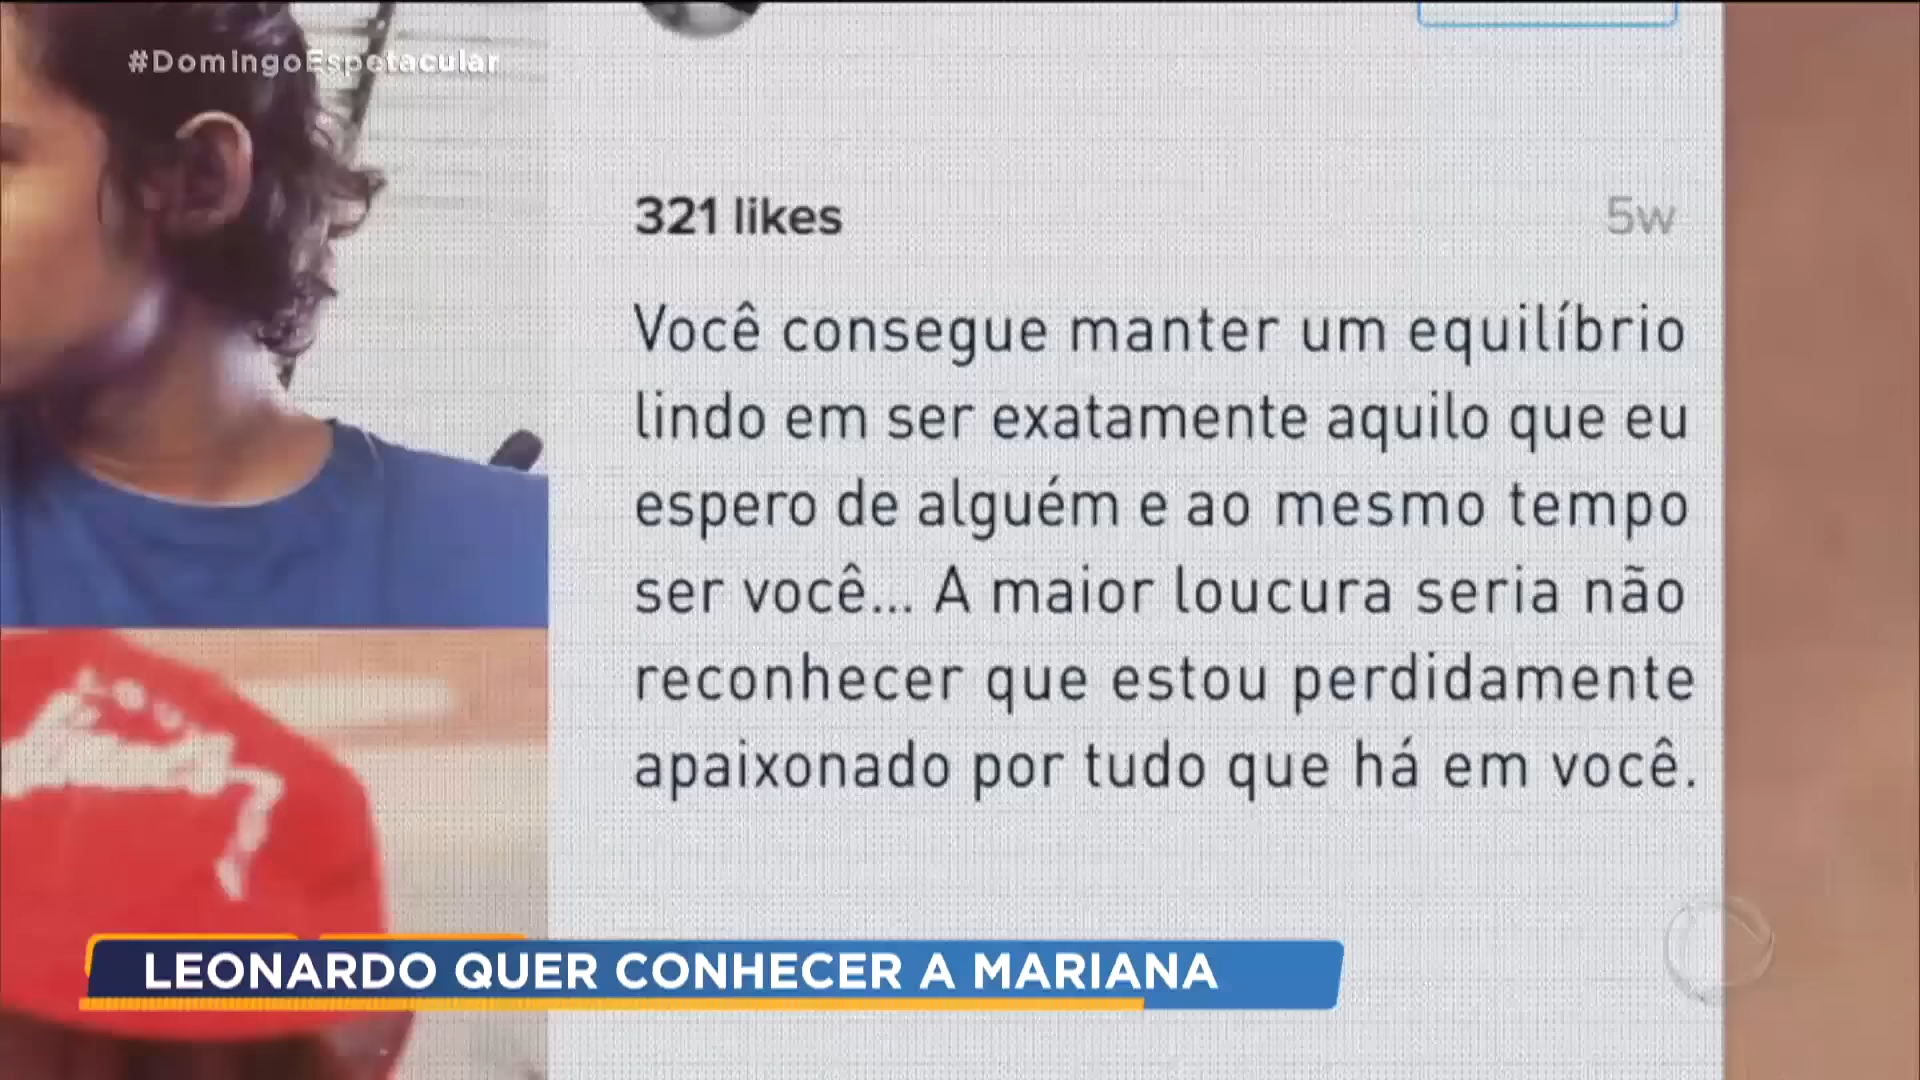 #DomingoEspetacular
321 likes
5w
Você consegue manter um equilíbrio
lindo em ser exatamente aquilo que eu
espero de alguém e ao mesmo tempo
ser você... A maior loucura seria não
reconhecer que estou perdidamente
apaixonado por tudo que há em você.
LEONARDO QUER CONHECER A MARIANA